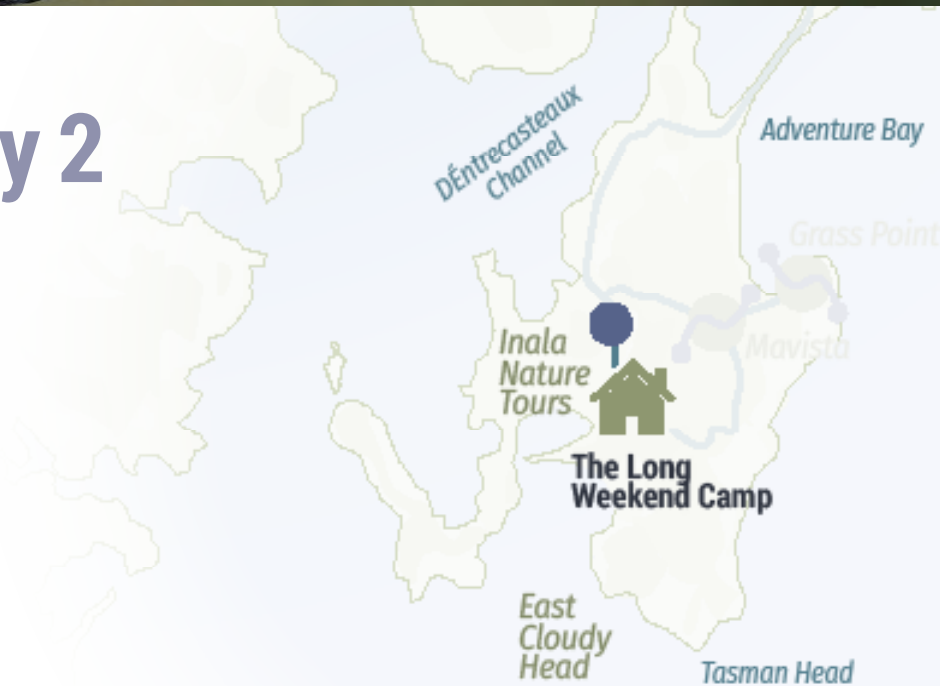 y 2
DÉntrecasteaux
Channel
Adventure Bay
Grass Point
Inala
Nature
Tours
Mavista
The Long
Weekend Camp
East
Cloudy
Head
Tasman Head